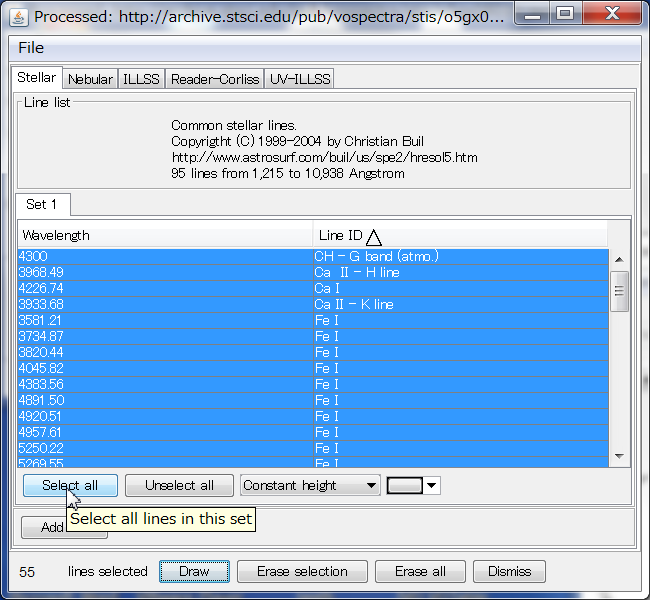 Processed: http://archive.stsci.edu/pub/vospectra/stis/o5gx0...
File
Stellar Nebular ILLSS Reader-Corliss UV-ILLSS
Line list
Common stellar lines.
Copyright (C) 1999-2004 by Christian Buil
http://www.astrosurf.com/buil/us/spe2/hresol5.htm
95 lines from 1,215 to 10,938 Angstrom
Set 1
Wavelength Line ID
4300 CH - G band (atmo.)
3968.49 Ca II - H line
4226.74 Ca I
3933.68 Ca II - K line
3581.21 Fe I
3734.87 Fe I
3820.44 Fe I
4045.82 Fe I
4383.56 Fe I
4891.50 Fe I
4920.51 Fe I
4957.61 Fe I
5250.22 Fe I
5269.55 Fe I
Select all Unselect all Constant height
Select all lines in this set
Add
55 lines selected Draw Erase selection Erase all Dismiss